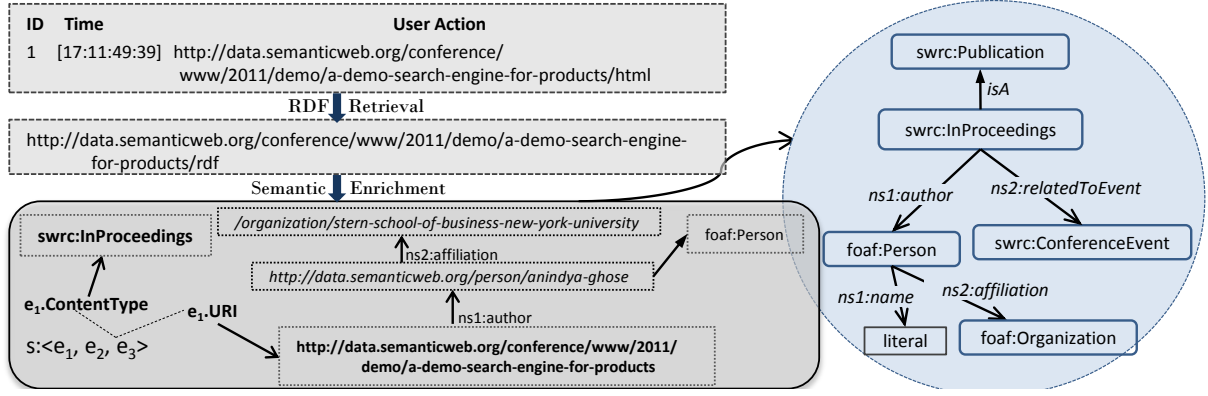 ID Time User Action
1 [17:11:49:39] http://data.semanticweb.org/conference/
www/2011/demo/a-demo-search-engine-for-products/html
RDF Retrieval
http://data.semanticweb.org/conference/www/2011/demo/a-demo-search-engine-
for-products/rdf
Semantic Enrichment
swrc:InProceedings
/organization/stern-school-of-business-new-york-university
foaf:Person
ns2:affiliation
http://data.semanticweb.org/person/anindya-ghose
e1.ContentType
e1.URI
ns1:author
s:<e1, e2, e3>
http://data.semanticweb.org/conference/www/2011/
demo/a-demo-search-engine-for-products
swrc:Publication
isA
swrc:InProceedings
ns1:author
ns2:relatedToEvent
foaf:Person
swrc:ConferenceEvent
ns1:name
ns2:affiliation
literal
foaf:Organization